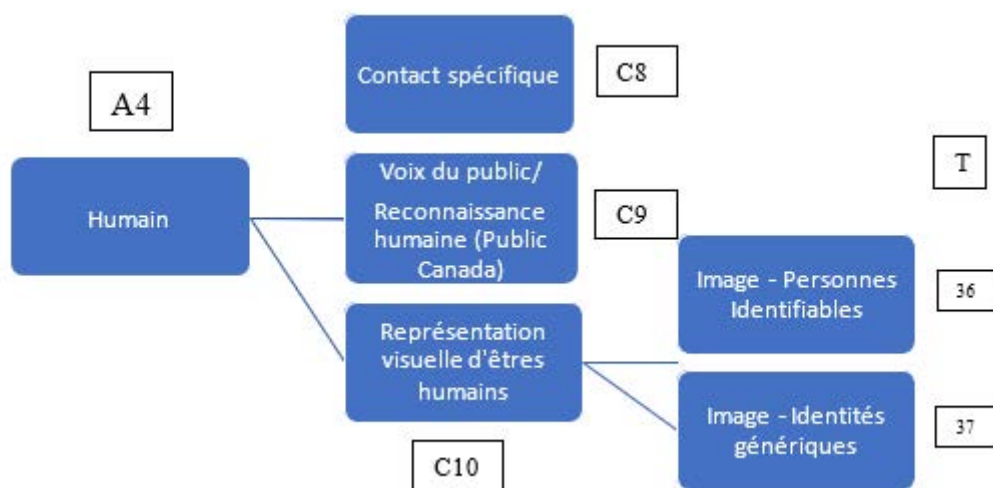 A4
Humain
Contact spécifique
C8
Voix du public/
Reconnaissance
humaine (Public
Canada)
C9
Représentation
visuelle d'êtres
humains
C10
T
Image - Personnes
Identifiables
36
Image - Identités
génériques
37